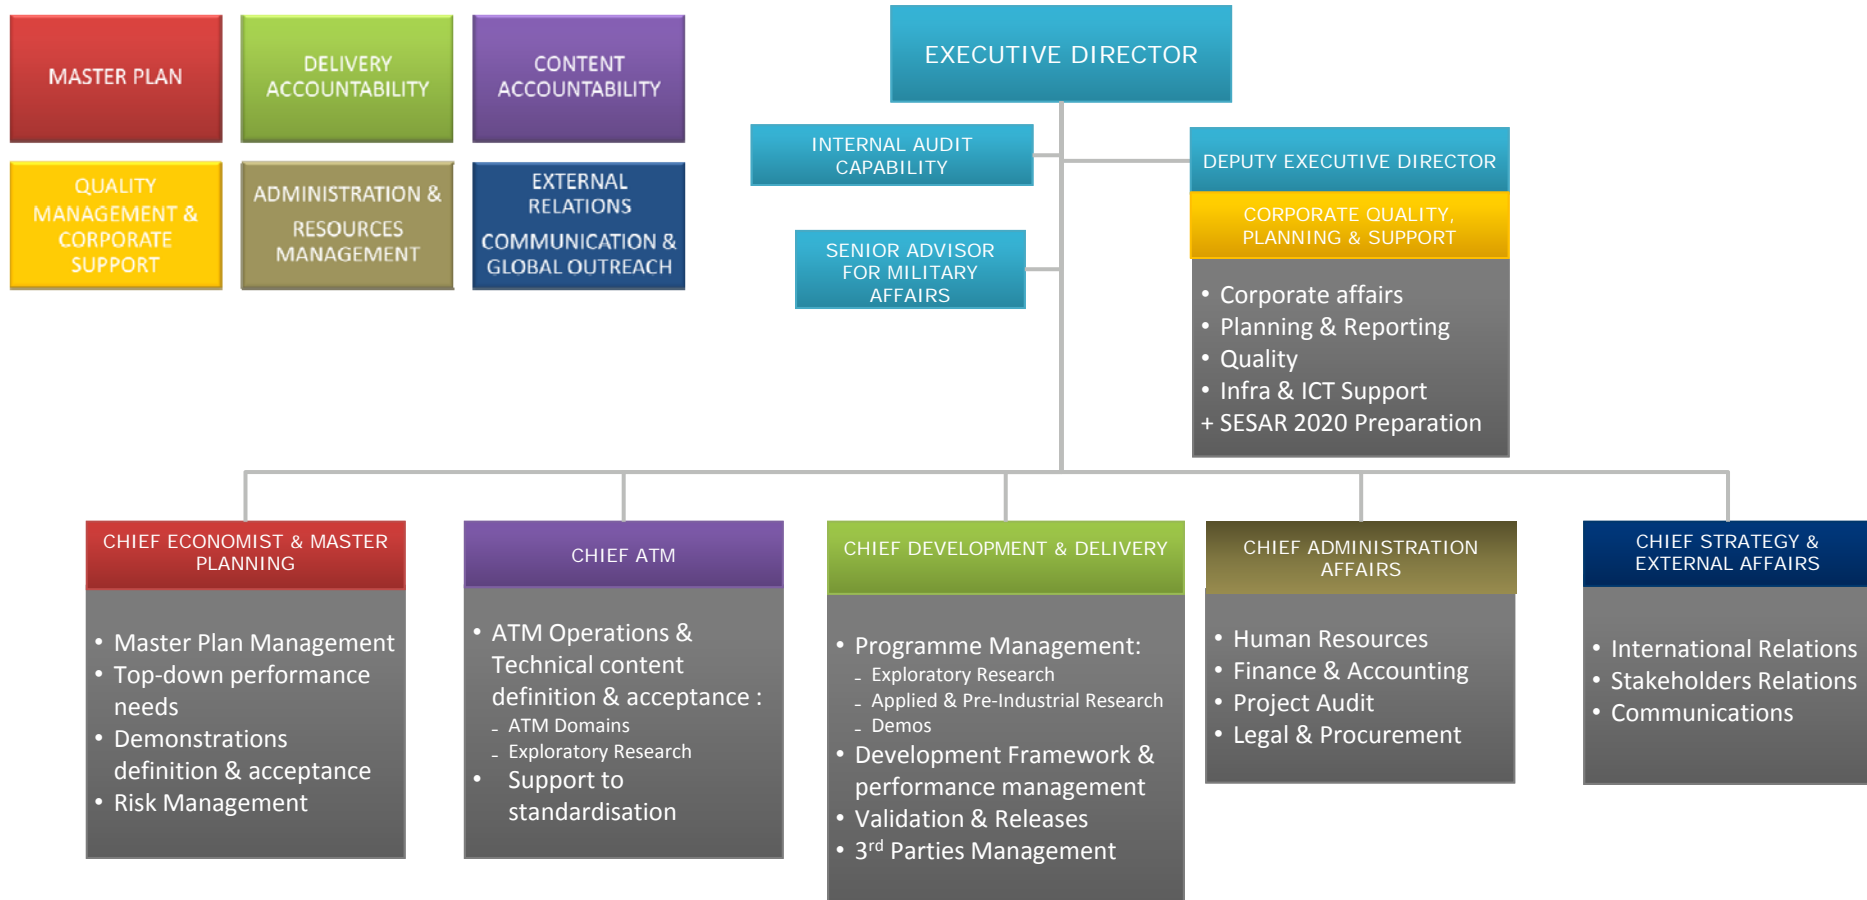 MASTER PLAN
DELIVERY
ACCOUNTABILITY
CONTENT
ACCOUNTABILITY
QUALITY
MANAGEMENT &
CORPORATE
SUPPORT
ADMINISTRATION &
RESOURCES
MANAGEMENT
EXTERNAL
RELATIONS
COMMUNICATION &
GLOBAL OUTREACH
EXECUTIVE DIRECTOR
INTERNAL AUDIT
CAPABILITY
DEPUTY EXECUTIVE DIRECTOR
CORPORATE QUALITY,
PLANNING & SUPPORT
• Corporate affairs
• Planning & Reporting
• Quality
• Infra & ICT Support
+ SESAR 2020 Preparation
SENIOR ADVISOR
FOR MILITARY
AFFAIRS
CHIEF ECONOMIST & MASTER
PLANNING
• Master Plan Management
• Top-down performance
needs
• Demonstrations
definition & acceptance
• Risk Management
CHIEF ATM
• ATM Operations &
Technical content
definition & acceptance :
- ATM Domains
- Exploratory Research
• Support to
standardisation
CHIEF DEVELOPMENT & DELIVERY
• Programme Management:
- Exploratory Research
- Applied & Pre-Industrial Research
- Demos
• Development Framework &
performance management
• Validation & Releases
• 3rd Parties Management
CHIEF ADMINISTRATION
AFFAIRS
• Human Resources
• Finance & Accounting
• Project Audit
• Legal & Procurement
CHIEF STRATEGY &
EXTERNAL AFFAIRS
• International Relations
• Stakeholders Relations
• Communications